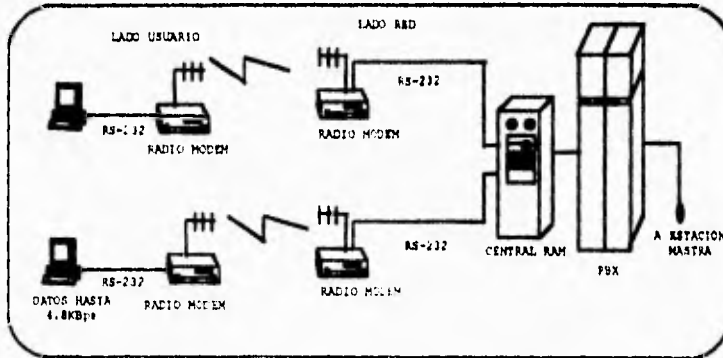 LADO USUARIO
LADO RED
RS-232
RS-232
RADIO MODEM
RADIO MODEM
RS-232
RS-232
CENTRAL RAM
PBX
A ESTACION
MASTRA
DATOS HASTA
4.8KBps
RADIO MODEM
RADIO MODEM